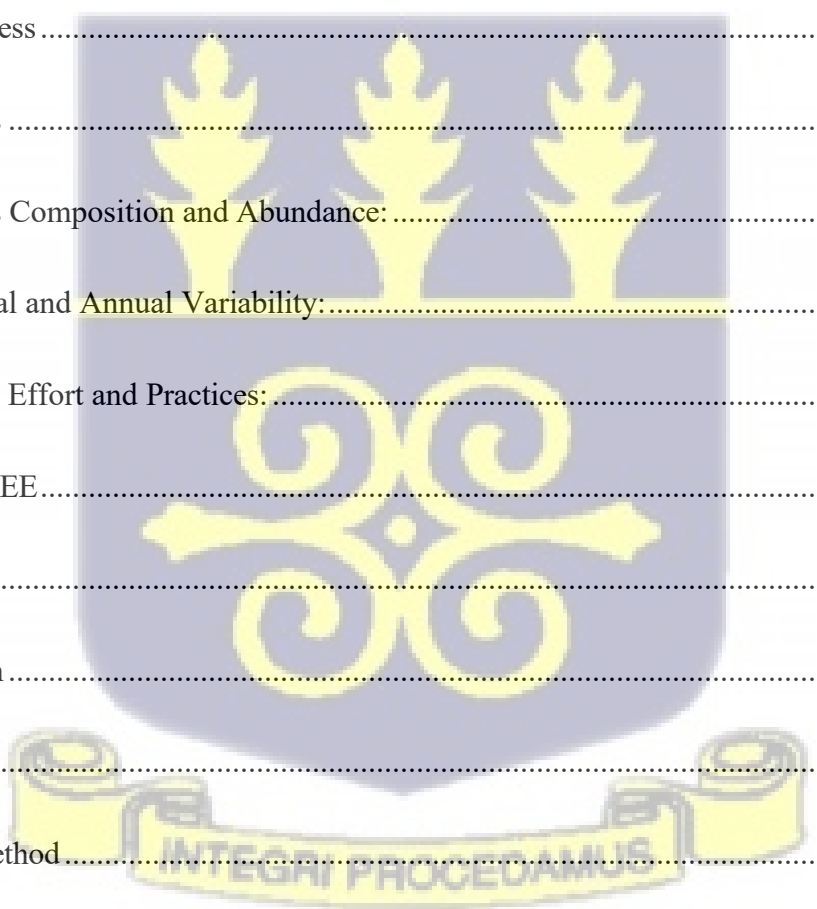 ess ........................................................................
s ........................................................................
s Composition and Abundance: ........................................................................
al and Annual Variability: ........................................................................
Effort and Practices: ........................................................................
EE ........................................................................
........................................................................
n ........................................................................
........................................................................
ethod ........................................................................
INTEGRI PROCEDAMUS